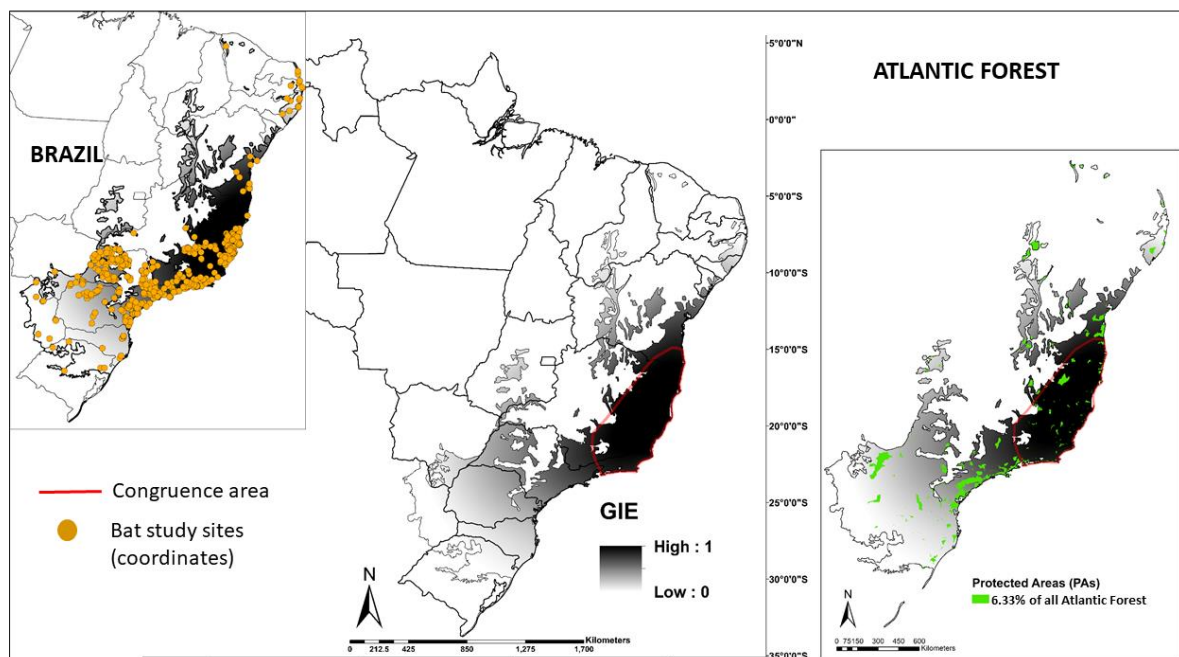 BRAZIL
Congruence area
Bat study sites
(coordinates)
N
GIE
High : 1
Low : 0
Kilometers
0 212.5 425 850 1,275 1,700
5°0'0"N
0°0'0"
5°0'0"S
10°0'0"S
15°0'0"S
20°0'0"S
25°0'0"S
30°0'0"S
35°0'0"S
ATLANTIC FOREST
Protected Areas (PAs)
6.33% of all Atlantic Forest
N
0 75150 300 450 600
Kilometers